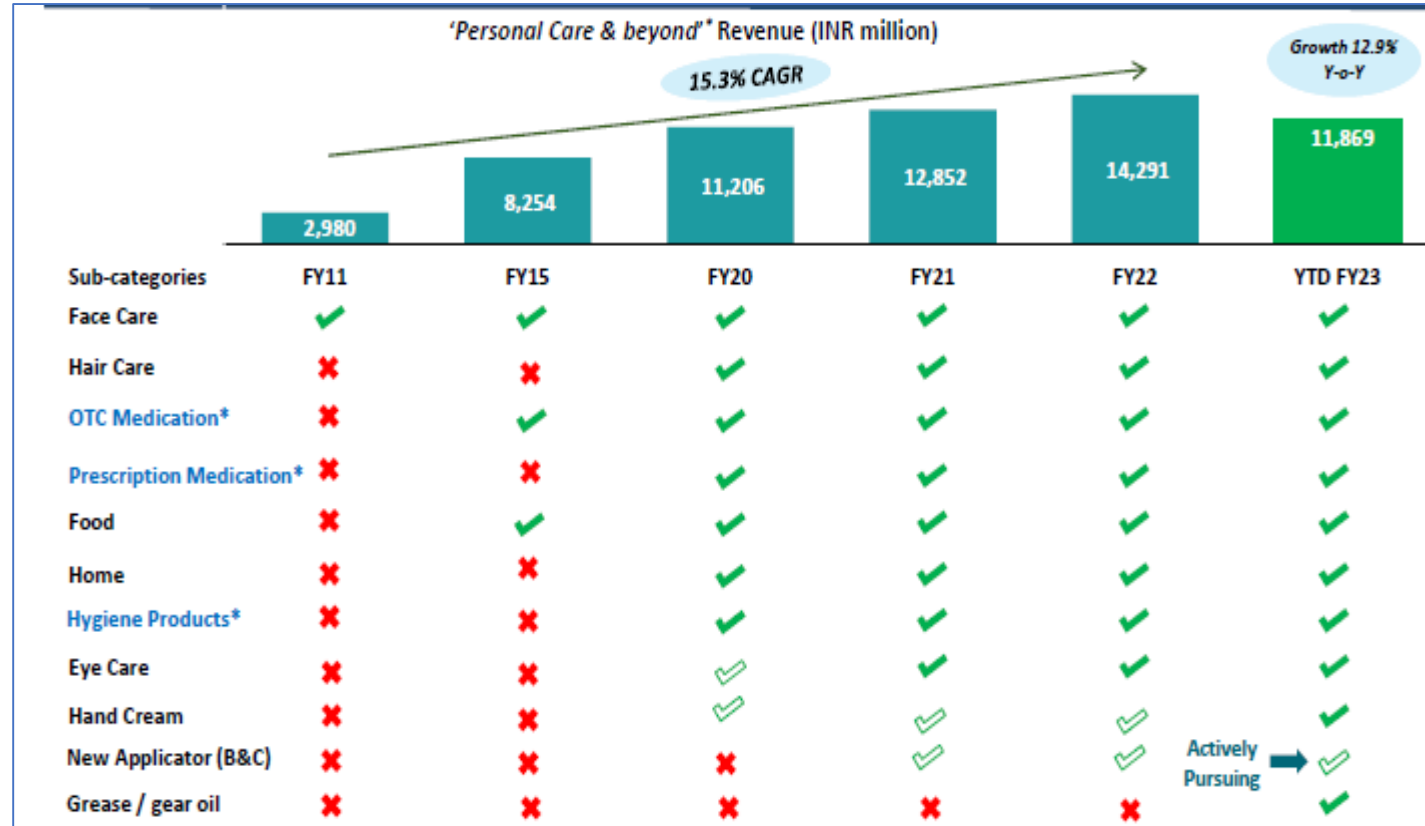 'Personal Care & beyond'* Revenue (INR million)
Growth 12.9%
Y-o-Y
15.3% CAGR
2,980
8,254
11,206
12,852
14,291
11,869
Sub-categories FY11 FY15 FY20 FY21 FY22 YTD FY23
Face Care
Hair Care
OTC Medication*
Prescription Medication*
Food
Home
Hygiene Products*
Eye Care
Hand Cream
New Applicator (B&C)
Actively
Pursuing
Grease / gear oil